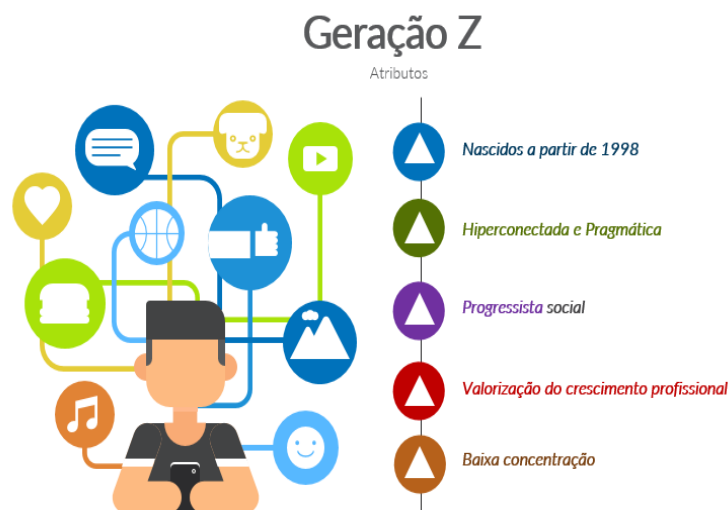 Geração Z
Atributos
Nascidos a partir de 1998
Hiperconectada e Pragmática
Progressista social
Valorização do crescimento profissional
Baixa concentração